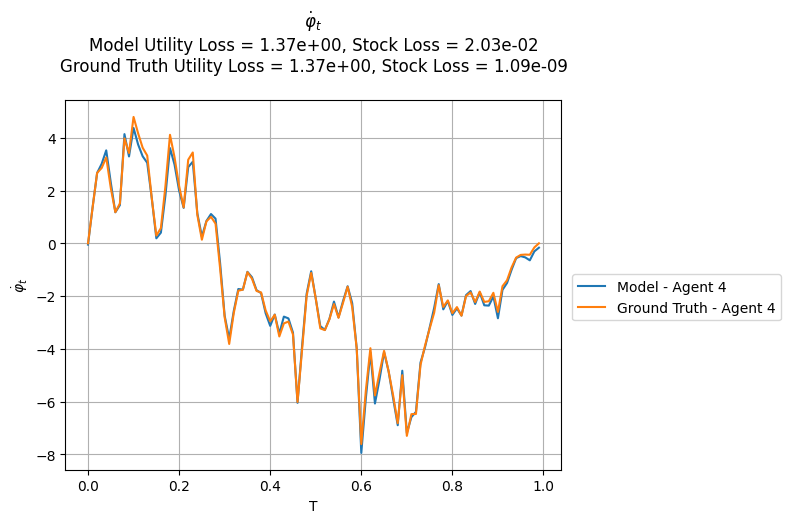 φ̇_t
Model Utility Loss = 1.37e+00, Stock Loss = 2.03e-02
Ground Truth Utility Loss = 1.37e+00, Stock Loss = 1.09e-09
4
2
0
−2
−4
−6
−8
φ̇_t
0.0 0.2 0.4 0.6 0.8 1.0
T
Model - Agent 4
Ground Truth - Agent 4